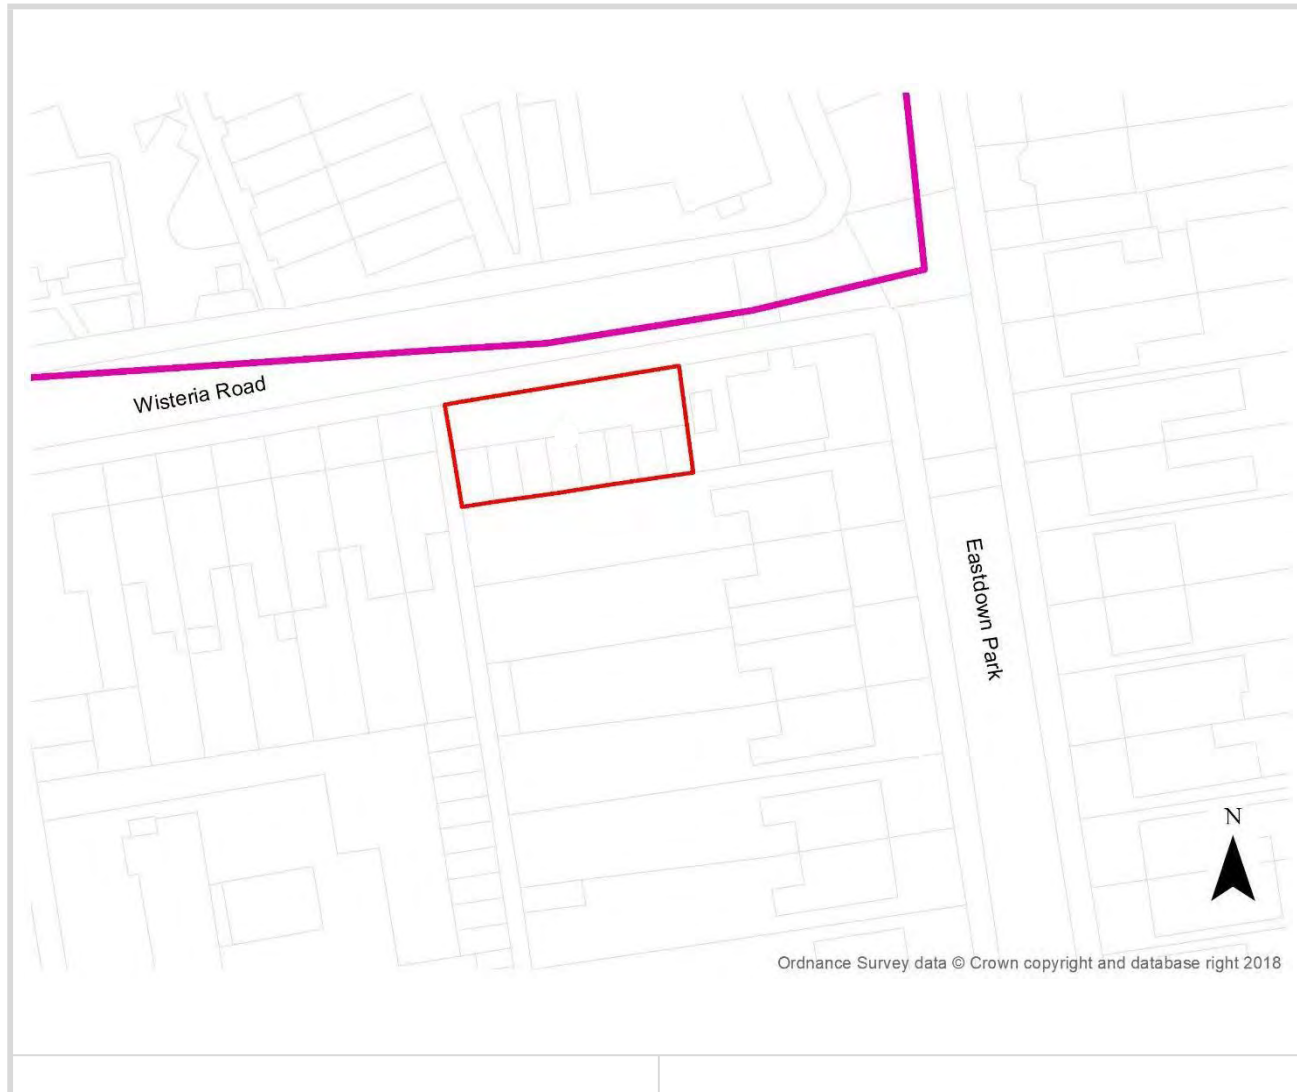 Wisteria Road
Eastdown Park
N
Ordnance Survey data © Crown copyright and database right 2018